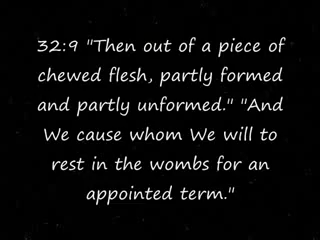 32:9 "Then out of a piece of
chewed flesh, partly formed
and partly unformed." "And
We cause whom We will to
rest in the wombs for an
appointed term."